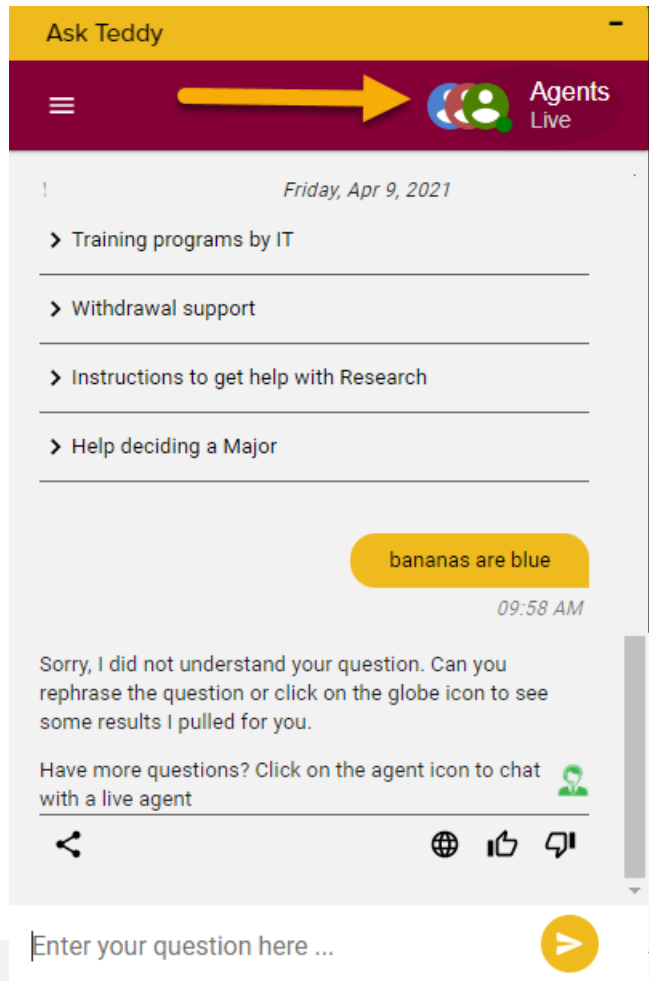 Ask Teddy
Agents
Live
Friday, Apr 9, 2021
Training programs by IT
Withdrawal support
Instructions to get help with Research
Help deciding a Major
bananas are blue
09:58 AM
Sorry, I did not understand your question. Can you
rephrase the question or click on the globe icon to see
some results I pulled for you.
Have more questions? Click on the agent icon to chat
with a live agent
Enter your question here ...